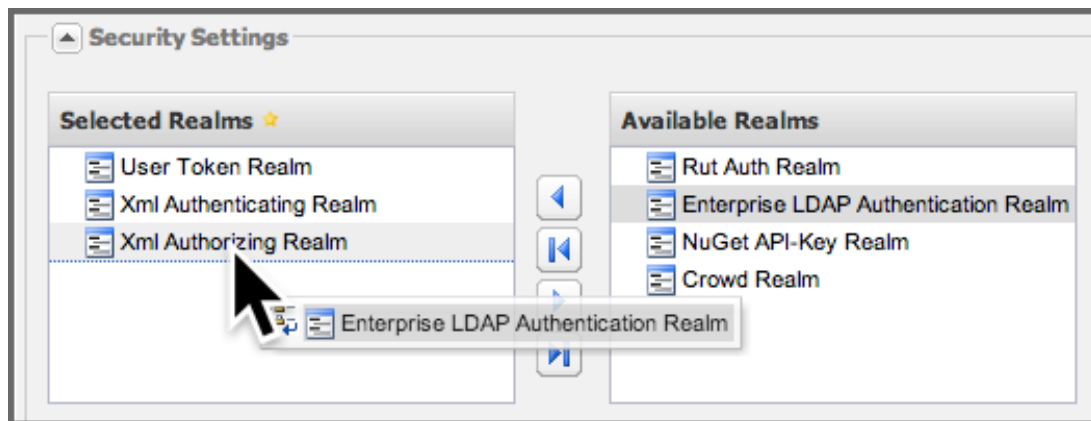 Security Settings
Selected Realms
User Token Realm
Xml Authenticating Realm
Xml Authorizing Realm
Available Realms
Rut Auth Realm
Enterprise LDAP Authentication Realm
NuGet API-Key Realm
Crowd Realm
Enterprise LDAP Authentication Realm